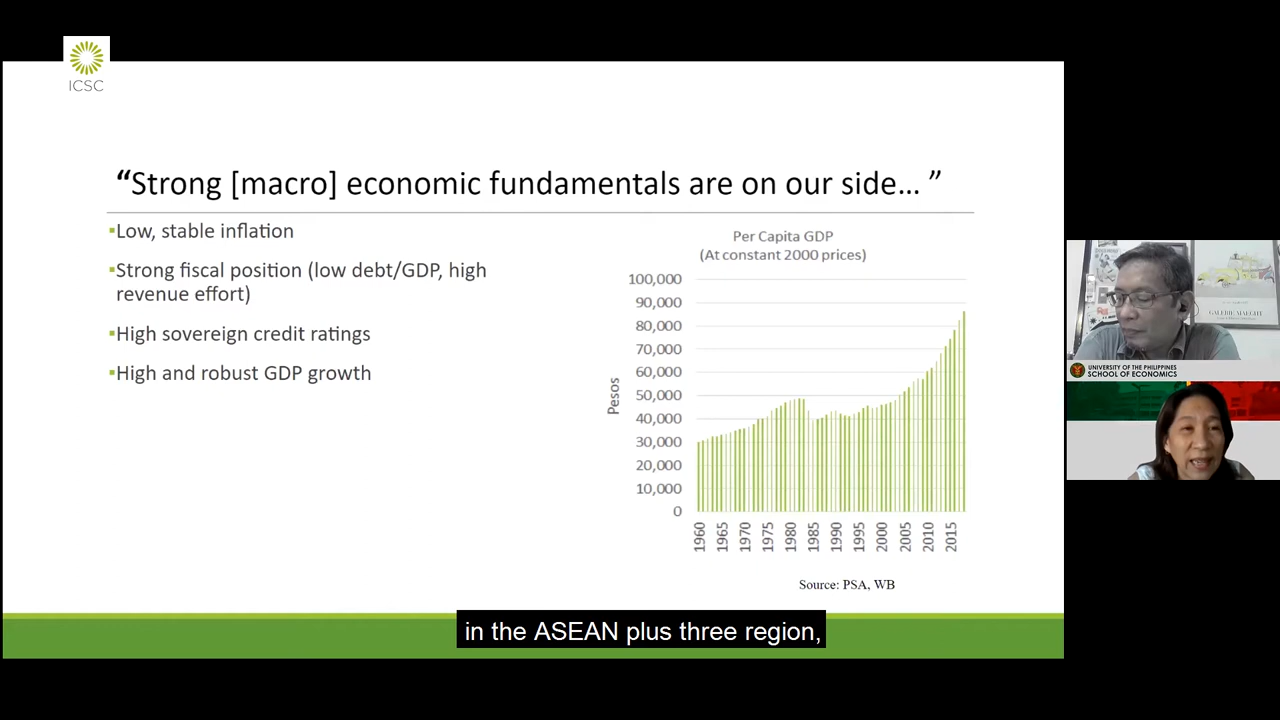 ICSC
“Strong [macro] economic fundamentals are on our side… ”
▪Low, stable inflation
▪Strong fiscal position (low debt/GDP, high
revenue effort)
▪High sovereign credit ratings
▪High and robust GDP growth
Per Capita GDP
(At constant 2000 prices)
Pesos
100,000
90,000
80,000
70,000
60,000
50,000
40,000
30,000
20,000
10,000
0
1960
1965
1970
1975
1980
1985
1990
1995
2000
2005
2010
2015
Source: PSA, WB
GALERIE MAEGHT
UNIVERSITY OF THE PHILIPPINES
SCHOOL OF ECONOMICS
in the ASEAN plus three region,